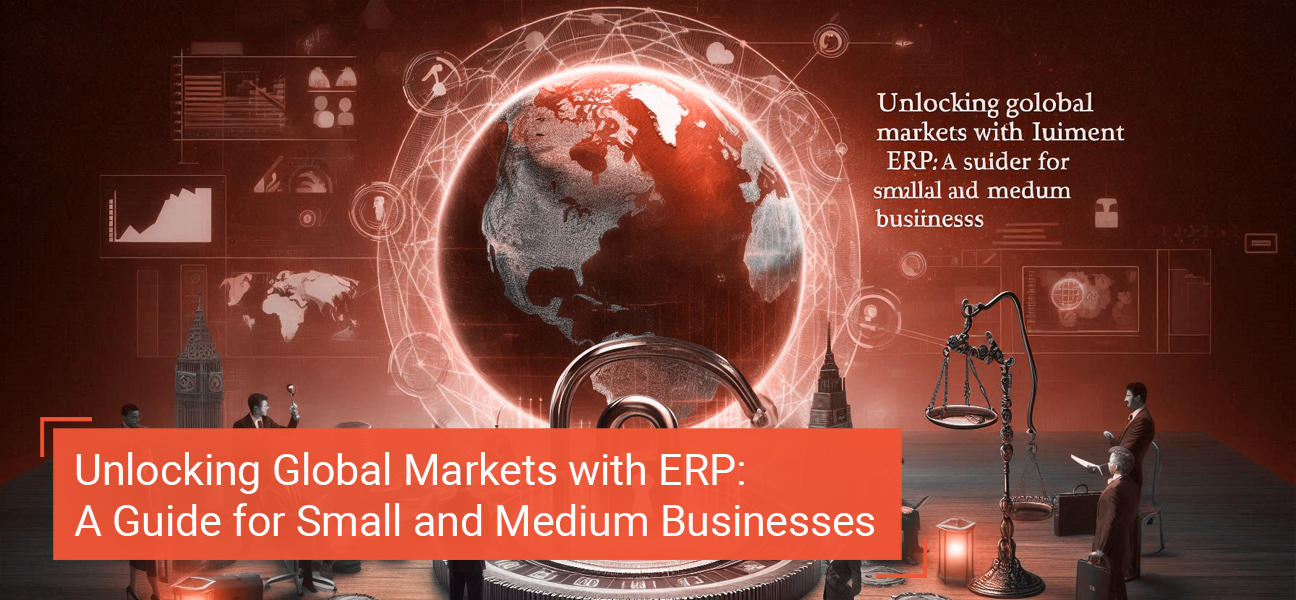 Unlocking golobal
markets with Iuiment
ERP: A suider for
smallal aid medum
busiinesss
Unlocking Global Markets with ERP:
A Guide for Small and Medium Businesses